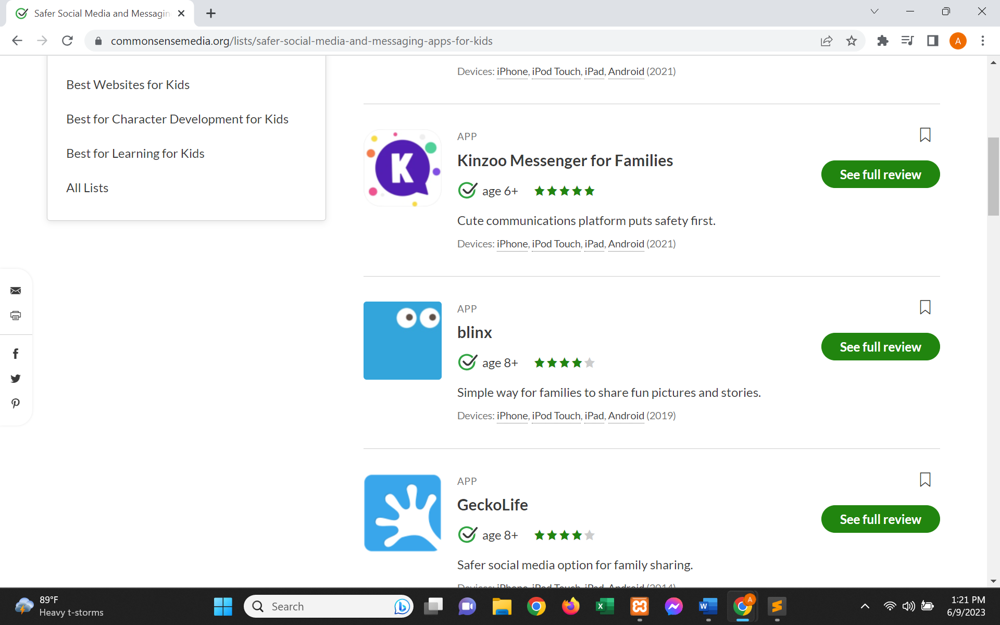 Safer Social Media and Messagin
commonsensemedia.org/lists/safer-social-media-and-messaging-apps-for-kids
A
Best Websites for Kids
Best for Character Development for Kids
Best for Learning for Kids
All Lists
Devices: iPhone, iPod Touch, iPad, Android (2021)
K
APP
Kinzoo Messenger for Families
age 6+
See full review
Cute communications platform puts safety first.
Devices: iPhone, iPod Touch, iPad, Android (2021)
APP
blinx
age 8+
See full review
Simple way for families to share fun pictures and stories.
Devices: iPhone, iPod Touch, iPad, Android (2019)
APP
GeckoLife
age 8+
See full review
Safer social media option for family sharing.
Devices: iPhone, iPod Touch, iPad, Android (2014)
89°F
Heavy t-storms
Search
1:21 PM
6/9/2023